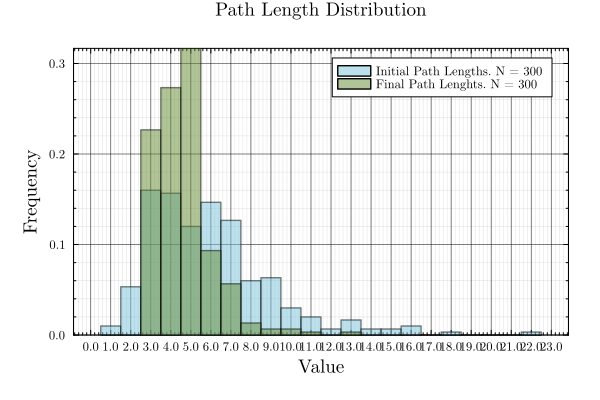 Path Length Distribution
Initial Path Lengths. N = 300
Final Path Lenghts. N = 300
0.3
0.2
0.1
0.0
Frequency
0.0 1.0 2.0 3.0 4.0 5.0 6.0 7.0 8.0 9.0 10.0 11.0 12.0 13.0 14.0 15.0 16.0 17.0 18.0 19.0 20.0 21.0 22.0 23.0
Value